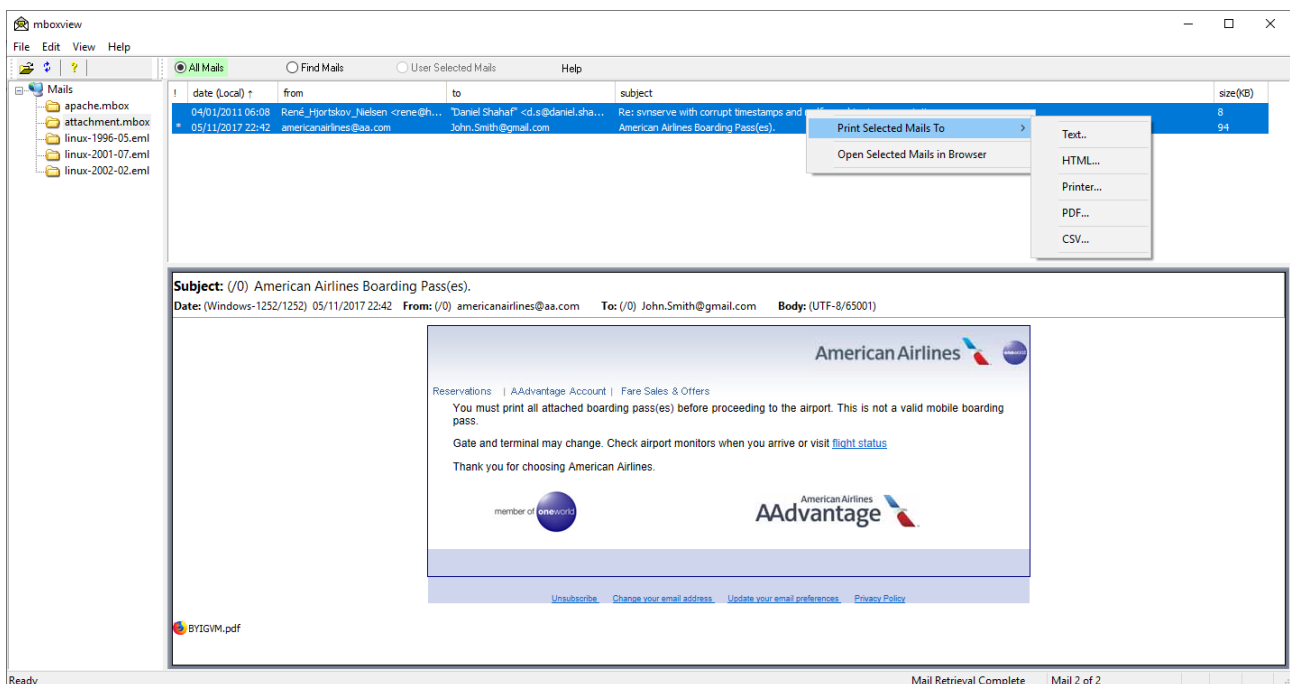 mboxview
File Edit View Help
All Mails Find Mails User Selected Mails Help
Mails
apache.mbox
attachment.mbox
linux-1996-05.eml
linux-2001-07.eml
linux-2002-02.eml
! date (Local) ↑ from to subject size(KB)
04/01/2011 06:08 René_Hjortskov_Nielsen <rene@h... "Daniel Shahaf" <d.s@daniel.sha... Re: svnserve with corrupt timestamps and 8
* 05/11/2017 22:42 americanairlines@aa.com John.Smith@gmail.com American Airlines Boarding Pass(es). 94
Print Selected Mails To >
Open Selected Mails in Browser
Text..
HTML...
Printer...
PDF...
CSV...
Subject: (/0) American Airlines Boarding Pass(es).
Date: (Windows-1252/1252) 05/11/2017 22:42 From: (/0) americanairlines@aa.com To: (/0) John.Smith@gmail.com Body: (UTF-8/65001)
American Airlines
oneworld
Reservations | AAdvantage Account | Fare Sales & Offers
You must print all attached boarding pass(es) before proceeding to the airport. This is not a valid mobile boarding
pass.
Gate and terminal may change. Check airport monitors when you arrive or visit flight status
Thank you for choosing American Airlines.
member of oneworld
American Airlines
AAdvantage
Unsubscribe Change your email address Update your email preferences Privacy Policy
BYIGVM.pdf
Ready Mail Retrieval Complete Mail 2 of 2